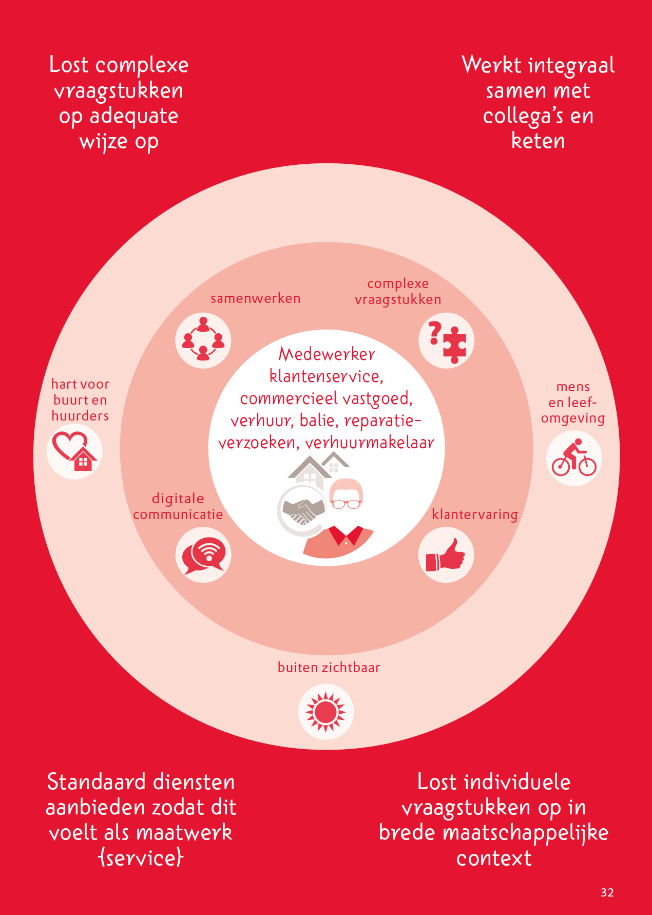 Lost complexe
vraagstukken
op adequate
wijze op
Werkt integraal
samen met
collega's en
keten
samenwerken
complexe
vraagstukken
Medewerker
klantenservice,
commercieel vastgoed,
verhuur, balie, reparatie-
verzoeken, verhuurmakelaar
hart voor
buurt en
huurders
mens
en leef-
omgeving
digitale
communicatie
klantervaring
buiten zichtbaar
Standaard diensten
aanbieden zodat dit
voelt als maatwerk
{service}
Lost individuele
vraagstukken op in
brede maatschappelijke
context
32